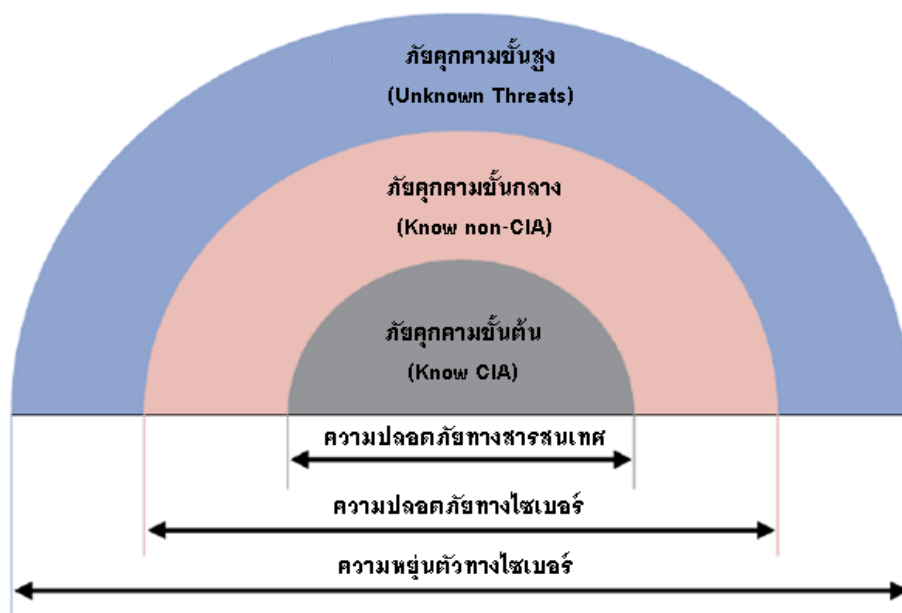 ภัยคุกคามขั้นสูง
(Unknown Threats)
ภัยคุกคามขั้นกลาง
(Know non-CIA)
ภัยคุกคามขั้นต้น
(Know CIA)
ความปลอดภัยทางสารสนเทศ
ความปลอดภัยทางไซเบอร์
ความหยุ่นตัวทางไซเบอร์